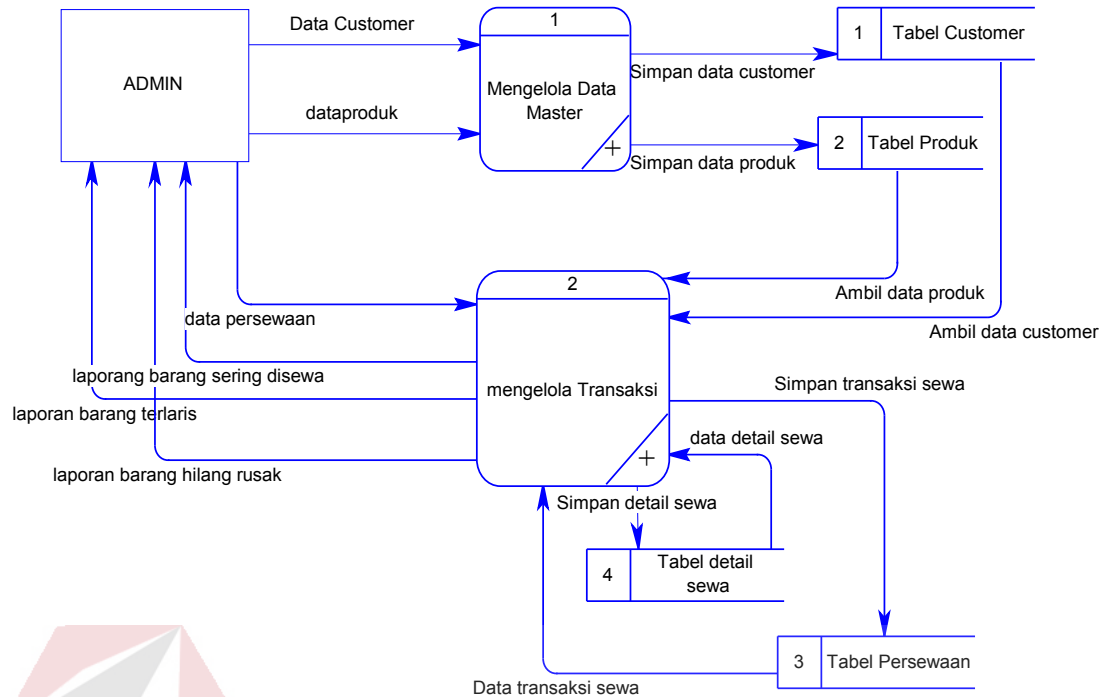 Data Customer
1
1
Tabel Customer
ADMIN
Simpan data customer
Mengelola Data
Master
dataproduk
2
Tabel Produk
+
Simpan data produk
2
Ambil data produk
data persewaan
Ambil data customer
laporang barang sering disewa
mengelola Transaksi
Simpan transaksi sewa
laporan barang terlaris
data detail sewa
+
laporan barang hilang rusak
Simpan detail sewa
4
Tabel detail
sewa
3
Tabel Persewaan
Data transaksi sewa